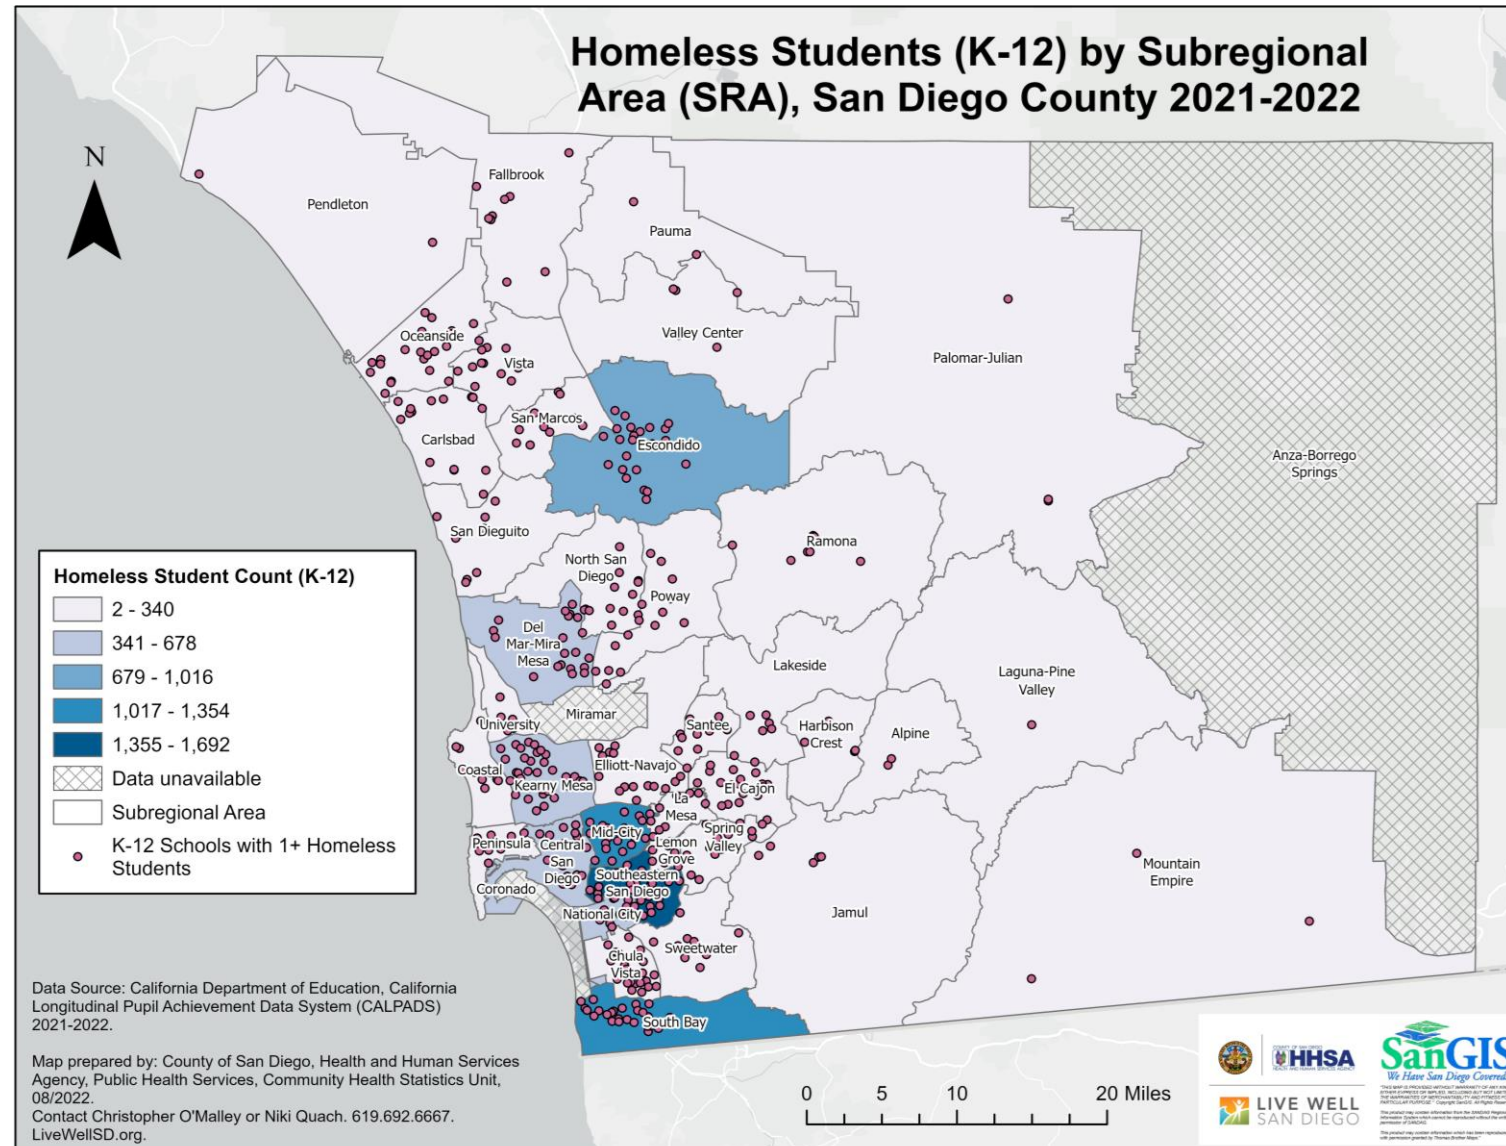 Homeless Students (K-12) by Subregional
Area (SRA), San Diego County 2021-2022
N
Fallbrook
Pendleton
Pauma
Oceanside
Valley Center
Vista
Palomar-Julian
San Marcos
Carlsbad
Escondido
Anza-Borrego
Springs
San Dieguito
Ramona
North San
Diego
Poway
Del
Mar-Mira
Mesa
Lakeside
Laguna-Pine
Valley
Miramar
University
Santee
Harbison
Crest
Alpine
Coastal
Elliott-Navajo
Kearny Mesa
El Cajon
La
Mesa
Mid-City
Spring
Valley
Peninsula
Central
San
Diego
Lemon
Grove
Mountain
Empire
Southeastern
San Diego
Coronado
National City
Jamul
Sweetwater
Chula
Vista
South Bay
Homeless Student Count (K-12)
2 - 340
341 - 678
679 - 1,016
1,017 - 1,354
1,355 - 1,692
Data unavailable
Subregional Area
K-12 Schools with 1+ Homeless
Students
Data Source: California Department of Education, California
Longitudinal Pupil Achievement Data System (CALPADS)
2021-2022.
Map prepared by: County of San Diego, Health and Human Services
Agency, Public Health Services, Community Health Statistics Unit,
08/2022.
Contact Christopher O'Malley or Niki Quach. 619.692.6667.
LiveWellSD.org.
0 5 10 20 Miles
HHSA
LIVE WELL
SAN DIEGO
SanGIS
We Have San Diego Covered